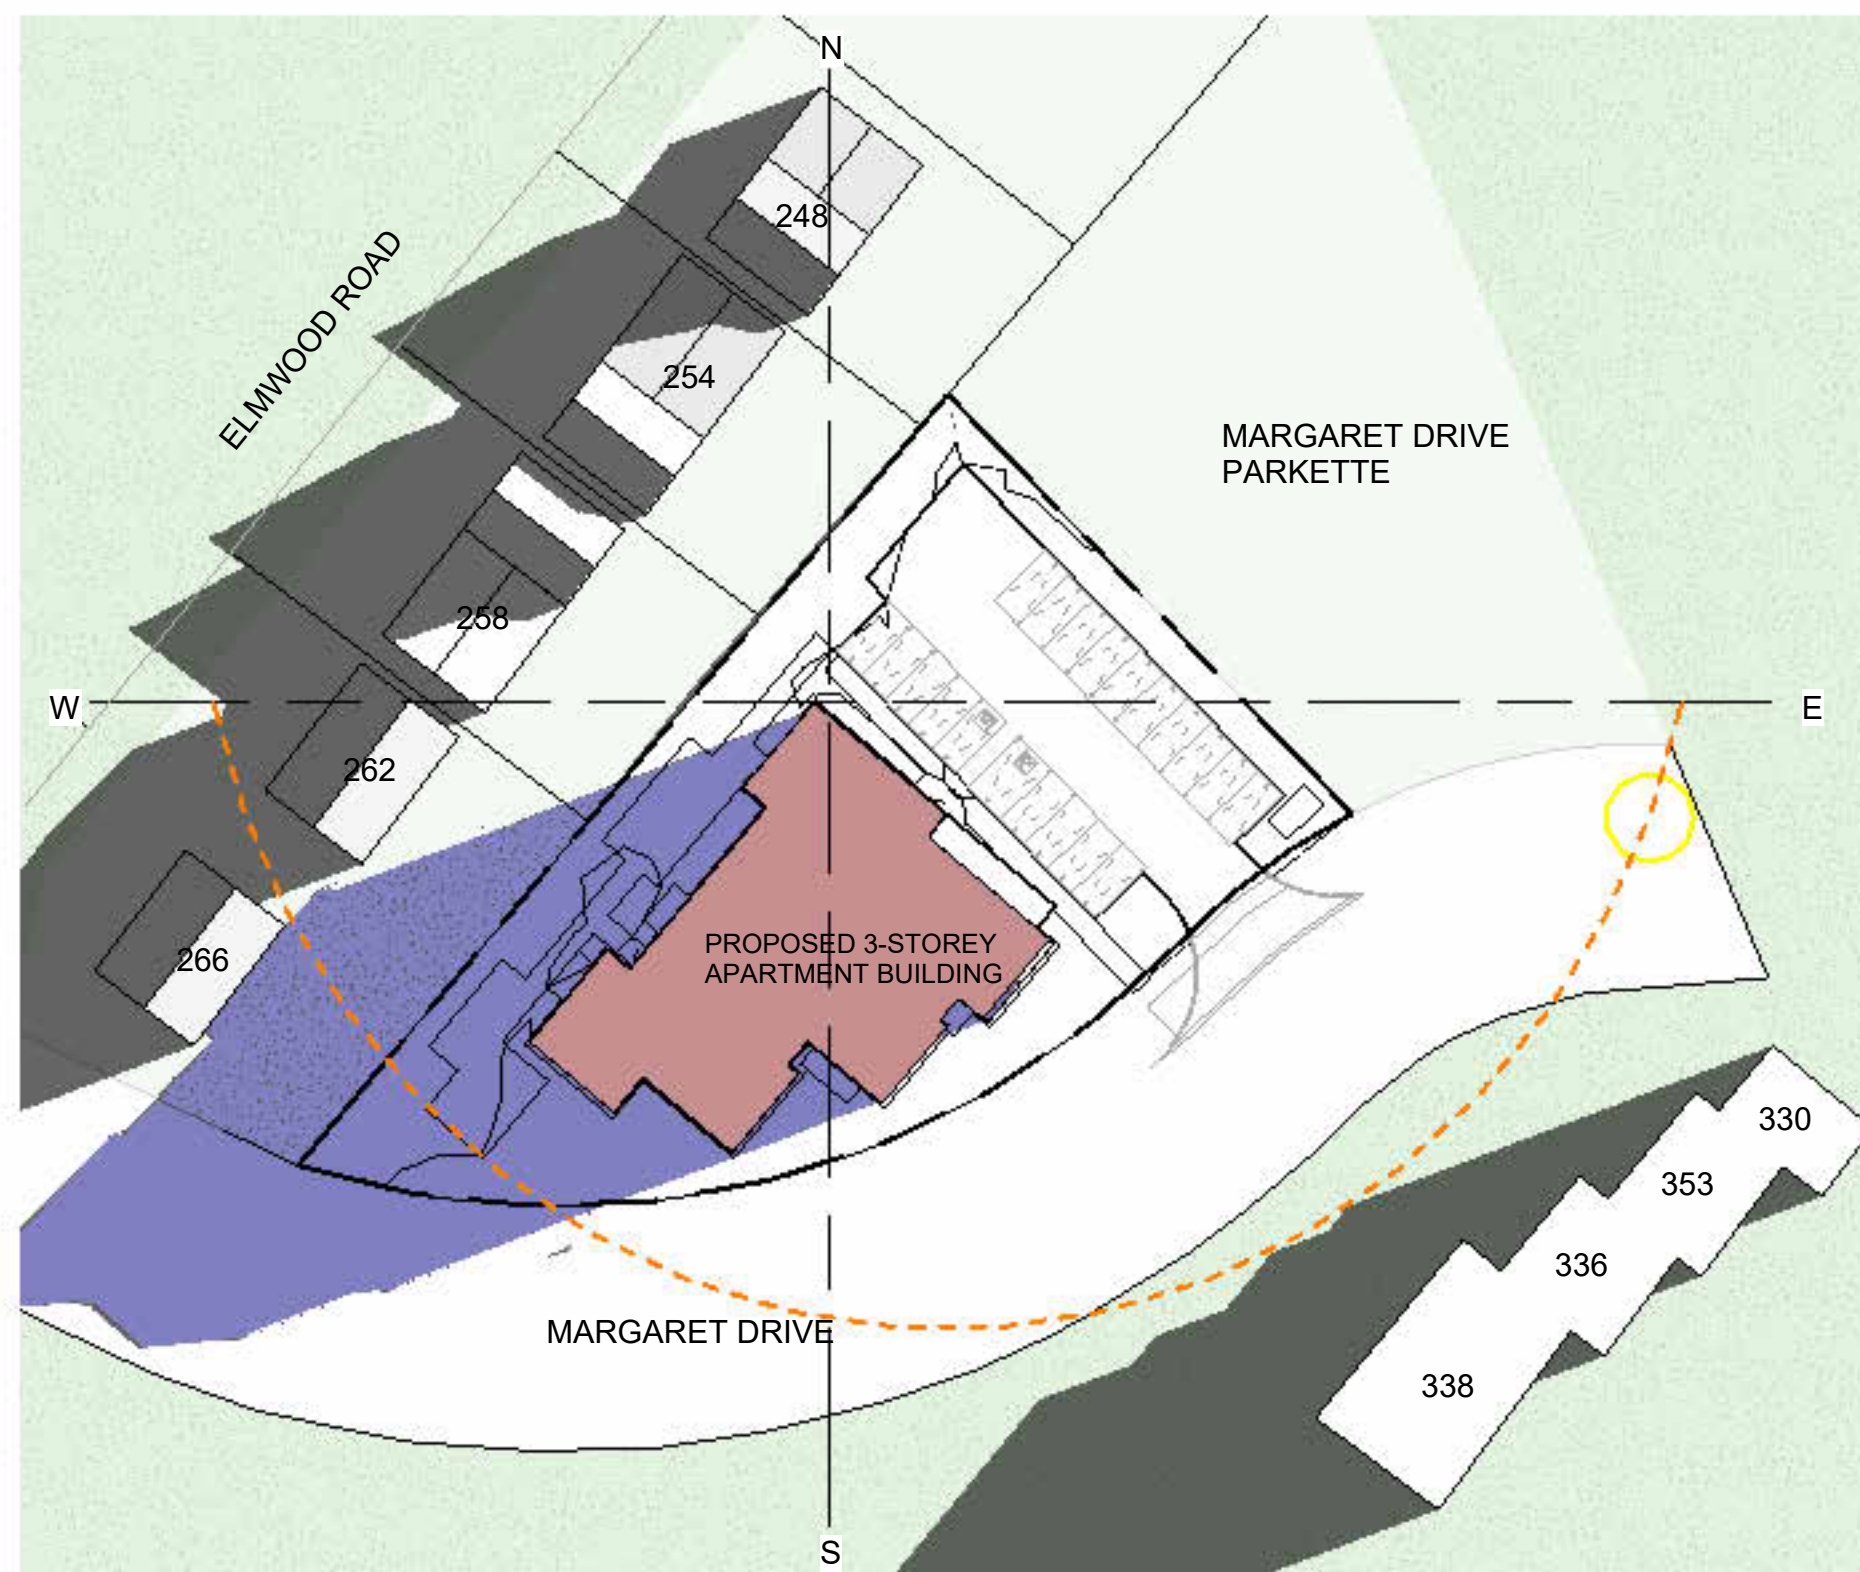 N
248
ELMWOOD ROAD
254
MARGARET DRIVE
PARKETTE
258
W
E
262
PROPOSED 3-STOREY
APARTMENT BUILDING
266
330
353
336
MARGARET DRIVE
338
S